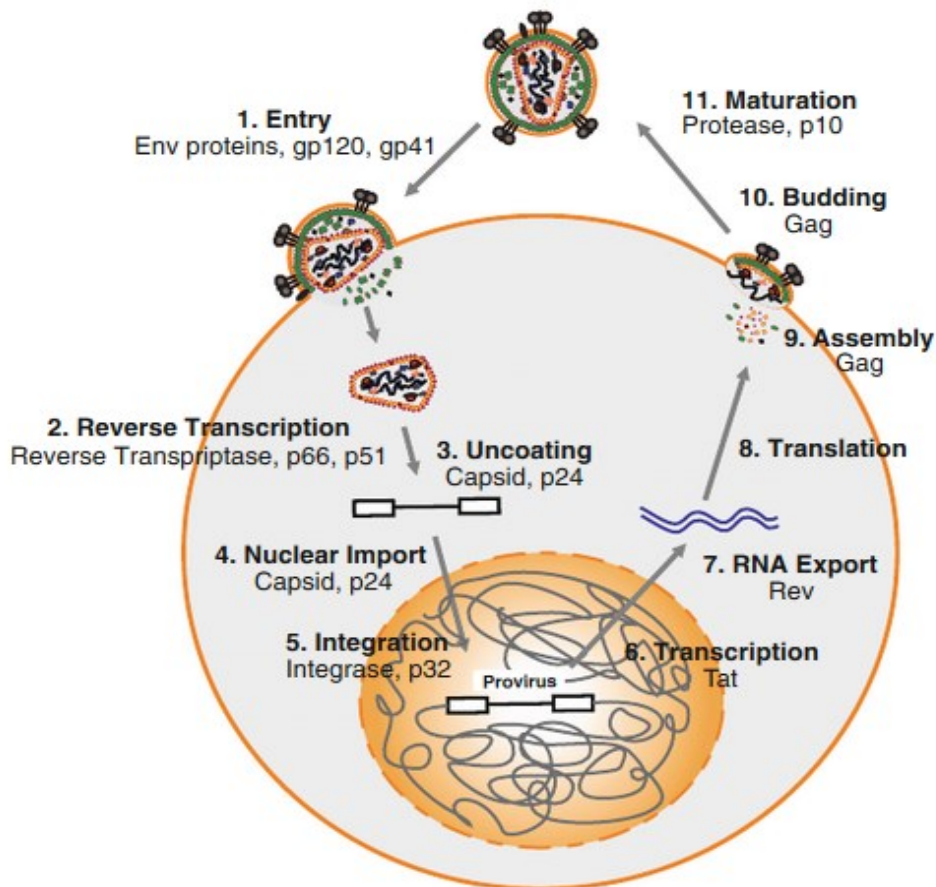 1. Entry
Env proteins, gp120, gp41
2. Reverse Transcription
Reverse Transpriptase, p66, p51
3. Uncoating
Capsid, p24
4. Nuclear Import
Capsid, p24
5. Integration
Integrase, p32
Provirus
6. Transcription
Tat
7. RNA Export
Rev
8. Translation
9. Assembly
Gag
10. Budding
Gag
11. Maturation
Protease, p10